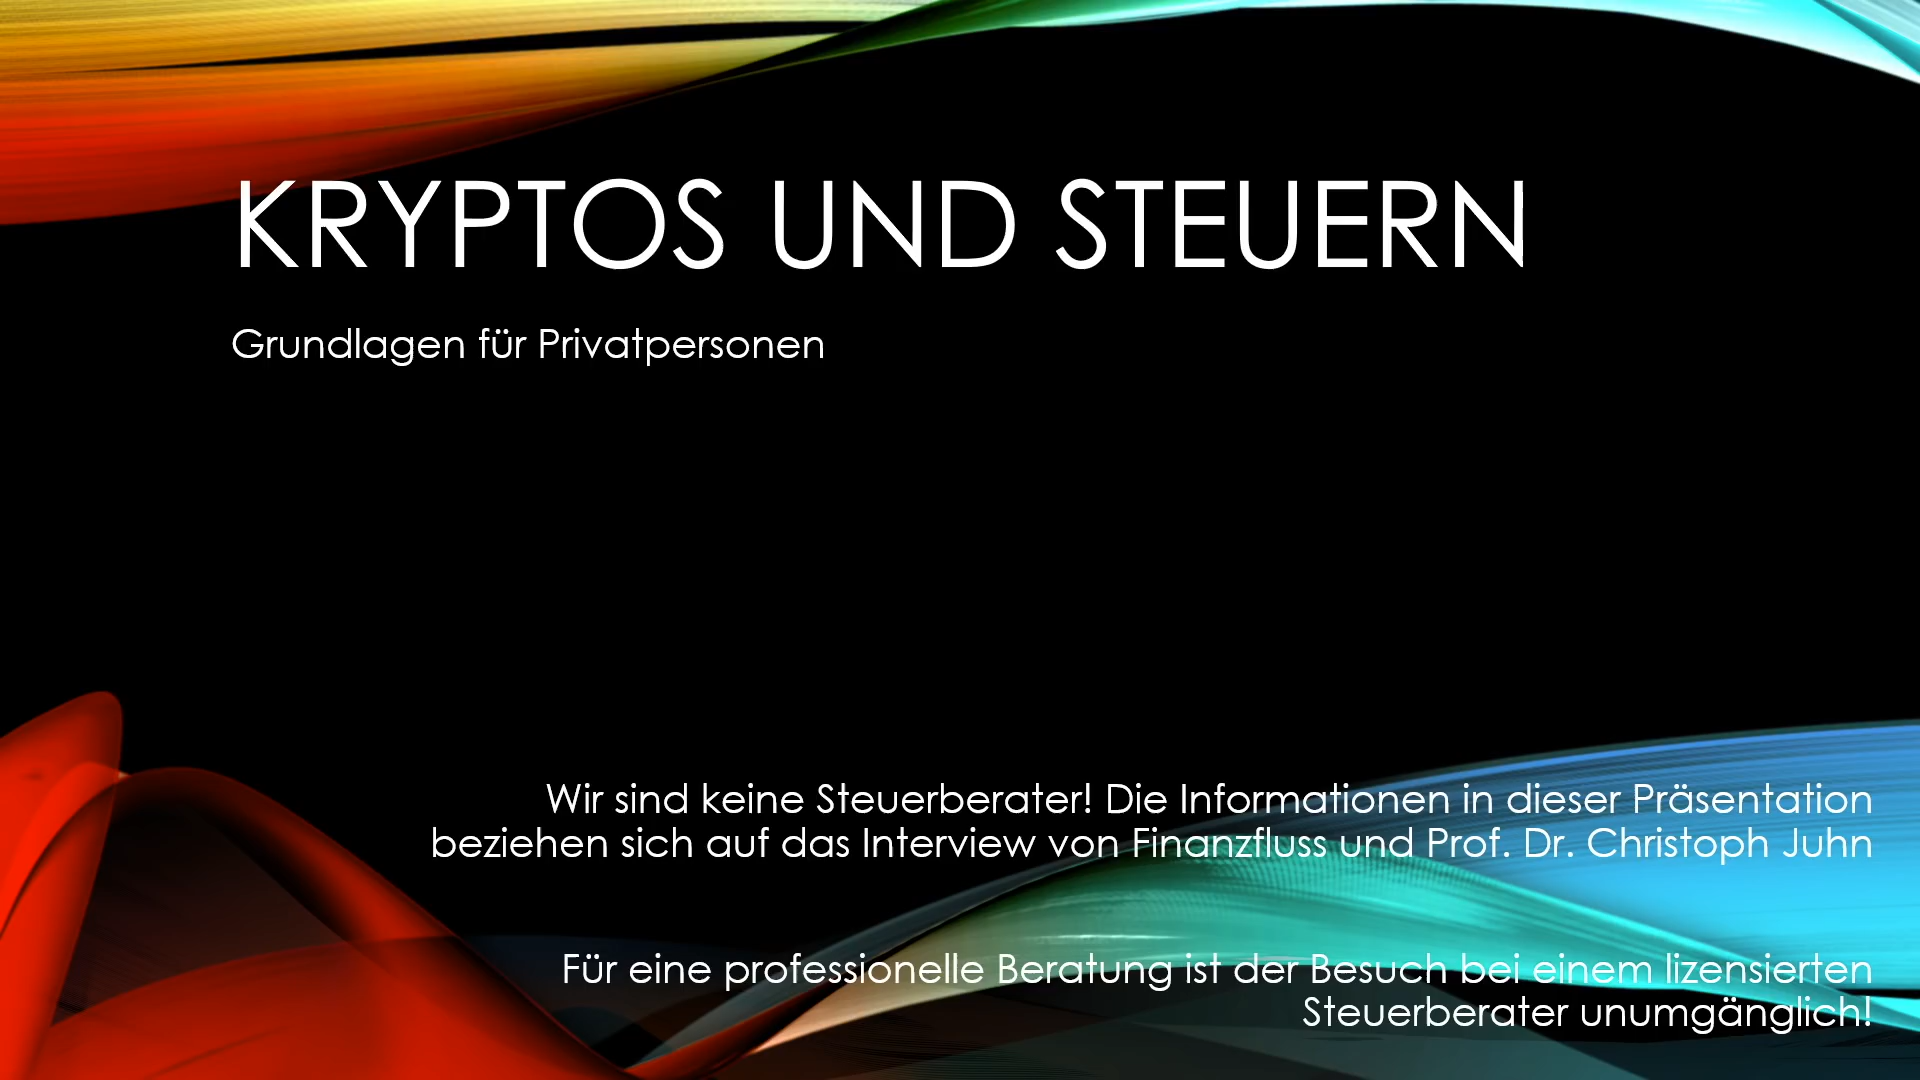 KRYPTOS UND STEUERN
Grundlagen für Privatpersonen
Wir sind keine Steuerberater! Die Informationen in dieser Präsentation
beziehen sich auf das Interview von Finanzfluss und Prof. Dr. Christoph Juhn
Für eine professionelle Beratung ist der Besuch bei einem lizensierten
Steuerberater unumgänglich!